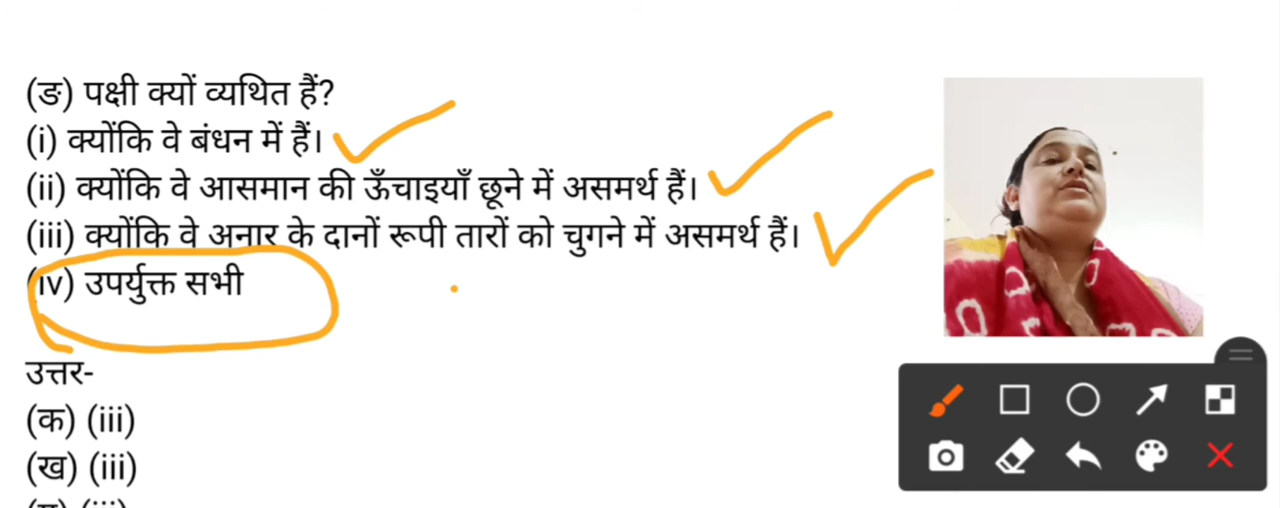 (ङ) पक्षी क्यों व्यथित हैं?
(i) क्योंकि वे बंधन में हैं।
(ii) क्योंकि वे आसमान की ऊँचाइयाँ छूने में असमर्थ हैं।
(iii) क्योंकि वे अनार के दानों रूपी तारों को चुगने में असमर्थ हैं।
(iv) उपर्युक्त सभी
उत्तर-
(क) (iii)
(ख) (iii)